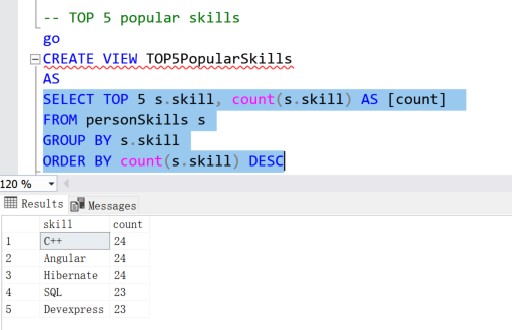 -- TOP 5 popular skills
go
CREATE VIEW TOP5PopularSkills
AS
SELECT TOP 5 s.skill, count(s.skill) AS [count]
FROM personSkills s
GROUP BY s.skill
ORDER BY count(s.skill) DESC
120 %
Results Messages
skill count
1 C++ 24
2 Angular 24
3 Hibernate 24
4 SQL 23
5 Devexpress 23